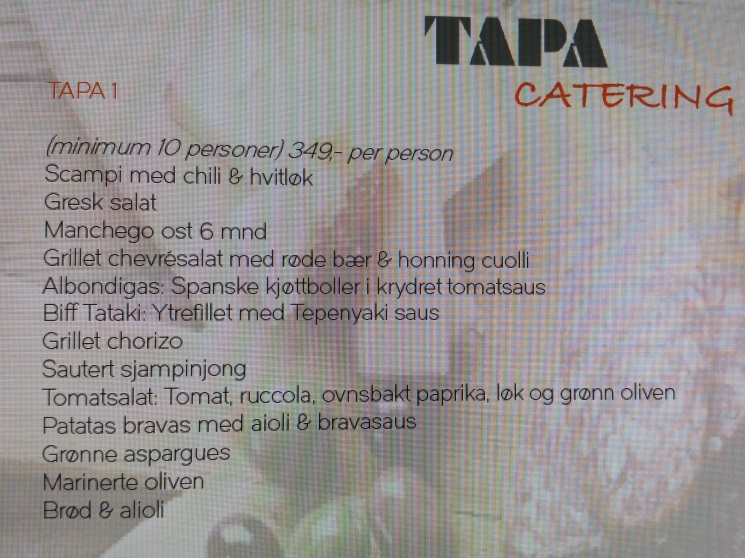 TAPA
CATERING
TAPA 1
(minimum 10 personer) 349,- per person
Scampi med chili & hvitløk
Gresk salat
Manchego ost 6 mnd
Grillet chevrésalat med røde bær & honning cuolli
Albondigas: Spanske kjøttboller i krydret tomatsaus
Biff Tataki: Ytrefillet med Tepenyaki saus
Grillet chorizo
Sautert sjampinjong
Tomatsalat: Tomat, ruccola, ovnsbakt paprika, løk og grønn oliven
Patatas bravas med aioli & bravasaus
Grønne aspargues
Marinerte oliven
Brød & alioli